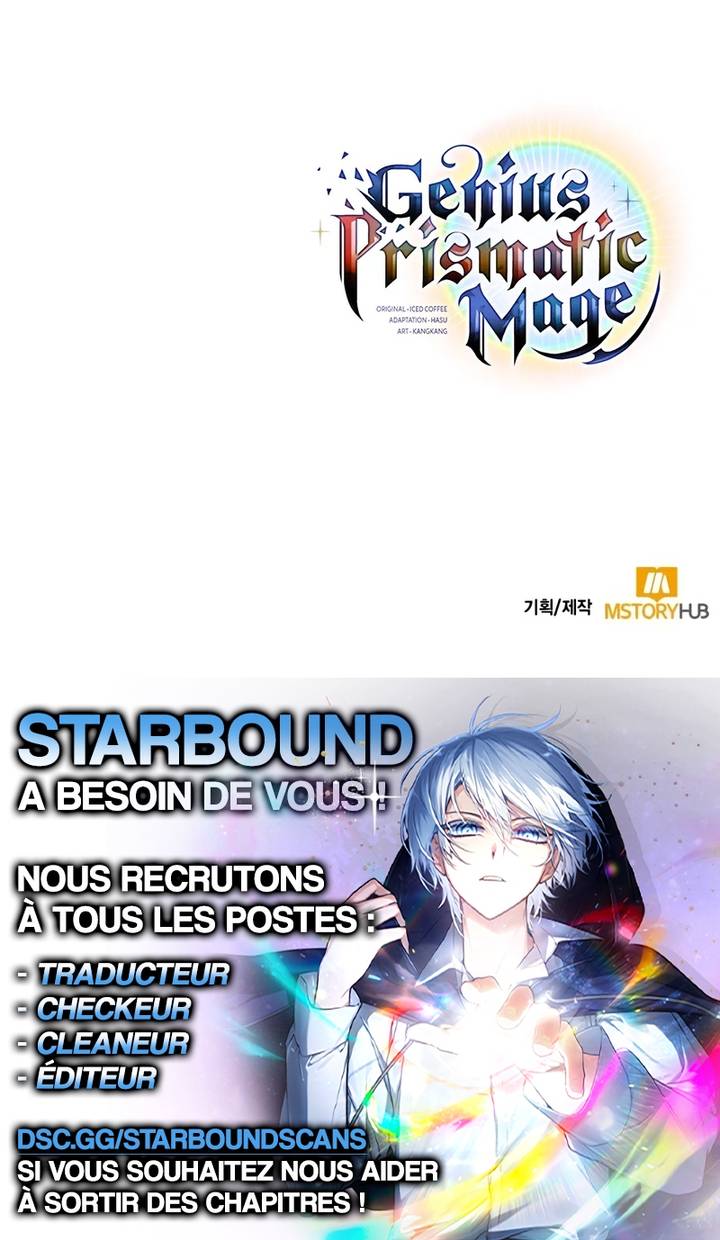 Genius
Prismatic
Mage
ORIGINAL - ICED COFFEE
ADAPTATION - HASU
ART - KANGKANG
기획/제작 MSTORYHUB
STARBOUND
A BESOIN DE VOUS !
NOUS RECRUTONS
À TOUS LES POSTES :
- TRADUCTEUR
- CHECKEUR
- CLEANEUR
- ÉDITEUR
DSC.GG/STARBOUNDSCANS
SI VOUS SOUHAITEZ NOUS AIDER
À SORTIR DES CHAPITRES !